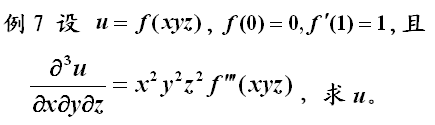 例 7 设 u = f(xyz), f(0) = 0, f′(1) = 1, 且
∂³u/∂x∂y∂z = x²y²z²f‴(xyz), 求 u。